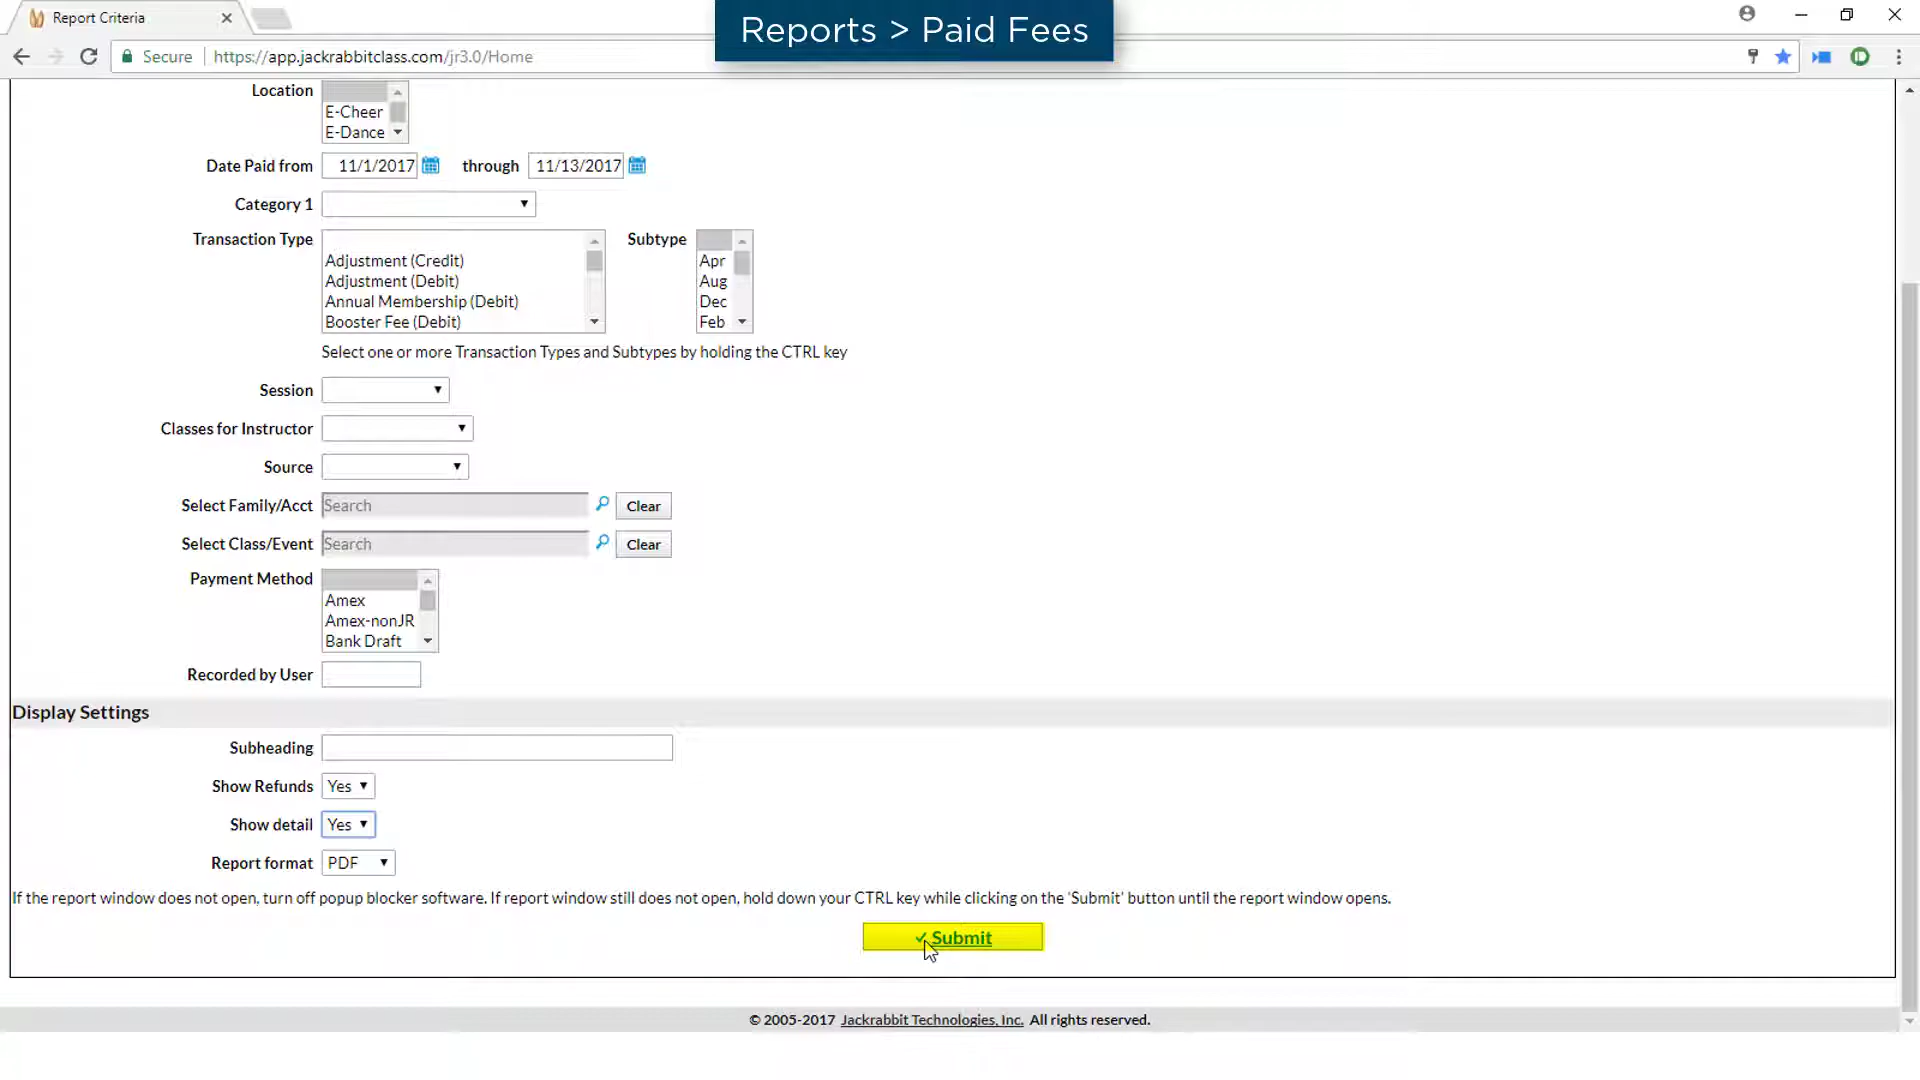 Report Criteria
Reports > Paid Fees
Secure https://app.jackrabbitclass.com/jr3.0/Home
Location
E-Cheer
E-Dance
Date Paid from 11/1/2017 through 11/13/2017
Category 1
Transaction Type Subtype
Adjustment (Credit) Apr
Adjustment (Debit) Aug
Annual Membership (Debit) Dec
Booster Fee (Debit) Feb
Select one or more Transaction Types and Subtypes by holding the CTRL key
Session
Classes for Instructor
Source
Select Family/Acct Search Clear
Select Class/Event Search Clear
Payment Method
Amex
Amex-nonJR
Bank Draft
Recorded by User
Display Settings
Subheading
Show Refunds Yes
Show detail Yes
Report format PDF
If the report window does not open, turn off popup blocker software. If report window still does not open, hold down your CTRL key while clicking on the 'Submit' button until the report window opens.
Submit
© 2005-2017 Jackrabbit Technologies, Inc. All rights reserved.